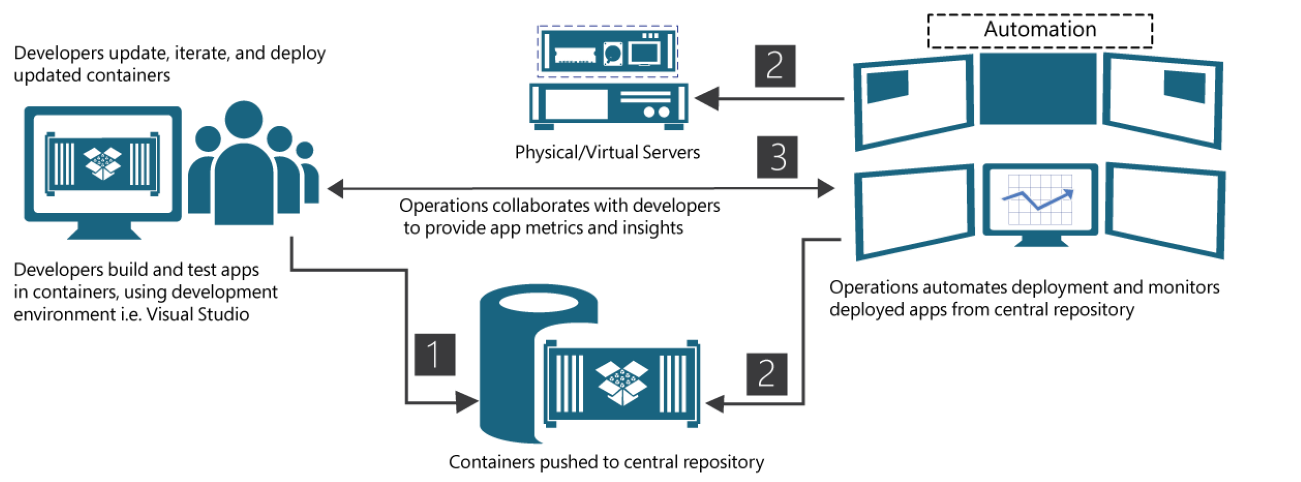 Automation
Developers update, iterate, and deploy
updated containers
2
Physical/Virtual Servers
3
Operations collaborates with developers
to provide app metrics and insights
Developers build and test apps
in containers, using development
environment i.e. Visual Studio
Operations automates deployment and monitors
deployed apps from central repository
1
2
Containers pushed to central repository